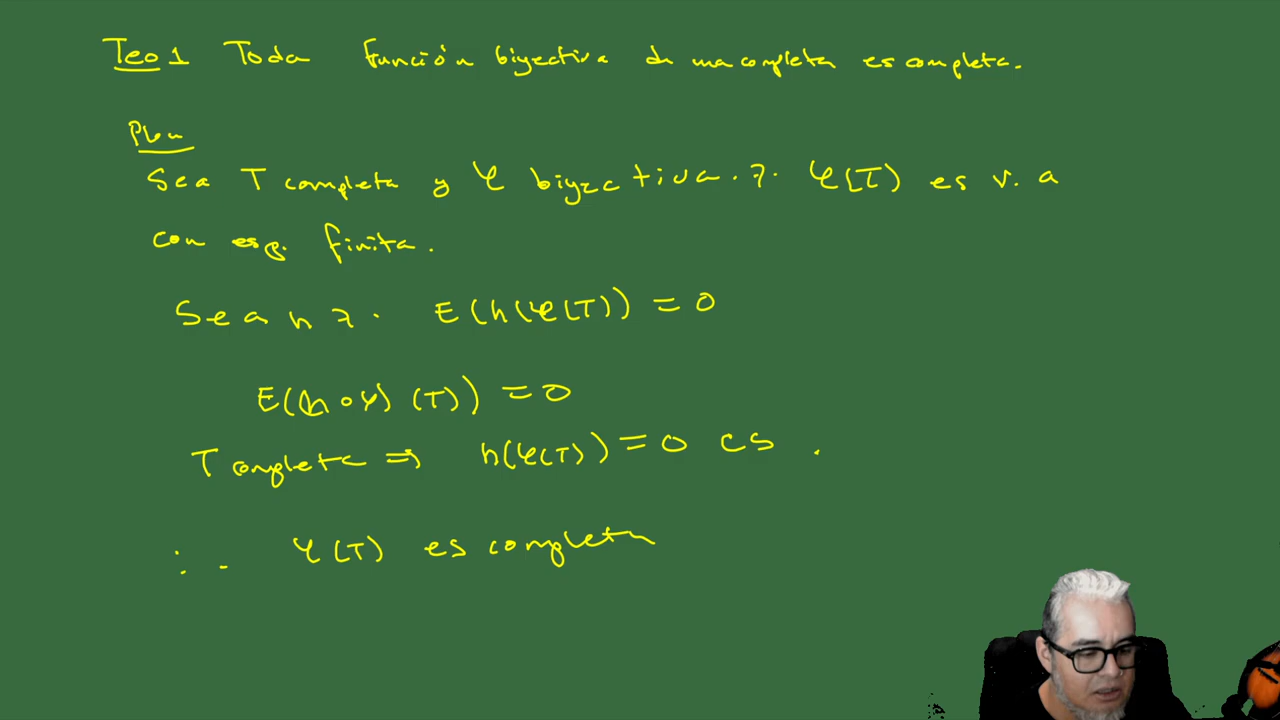 Teo 1 Toda función biyectiva de una completa es completa.
Plan
Sea T completa y φ biyectiva. ∋. φ(T) es v. a
con esp. finita.
Sea h ∋. E(h(φ(T)) = 0
E((h∘φ)(T)) = 0
T completa ⇒ h(φ(T)) = 0 cs.
∴ φ(T) es completa